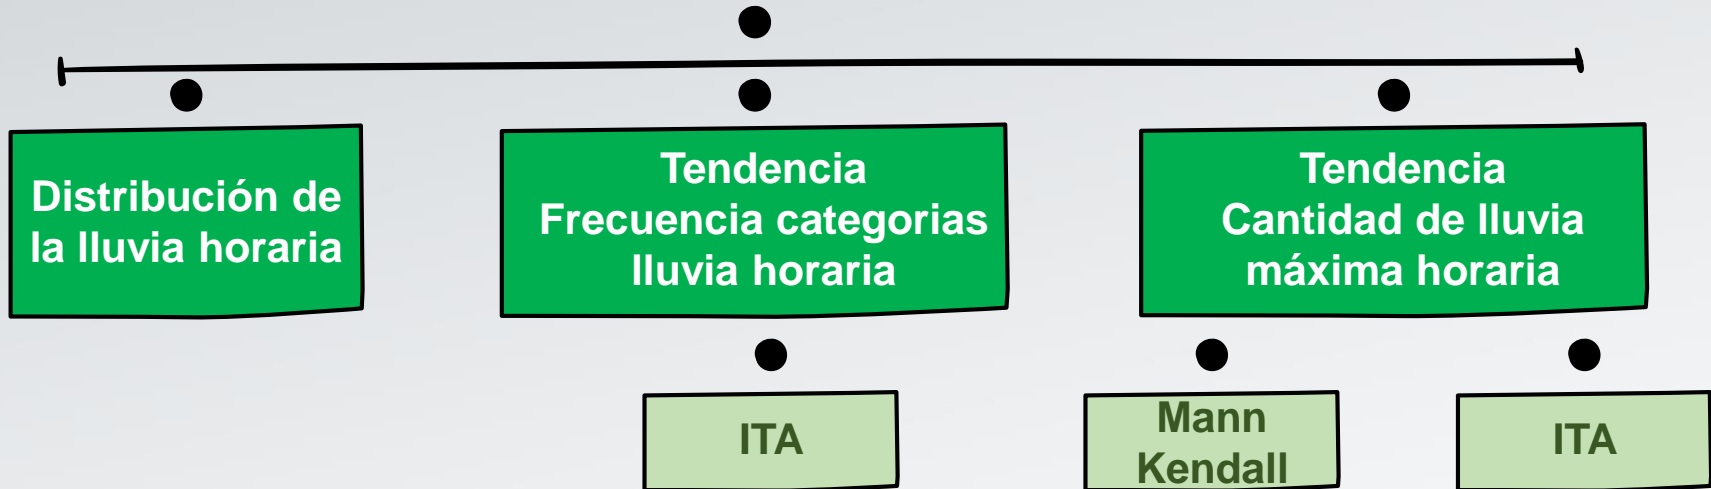 Distribución de
la lluvia horaria
Tendencia
Frecuencia categorias
lluvia horaria
Tendencia
Cantidad de lluvia
máxima horaria
ITA
Mann
Kendall
ITA